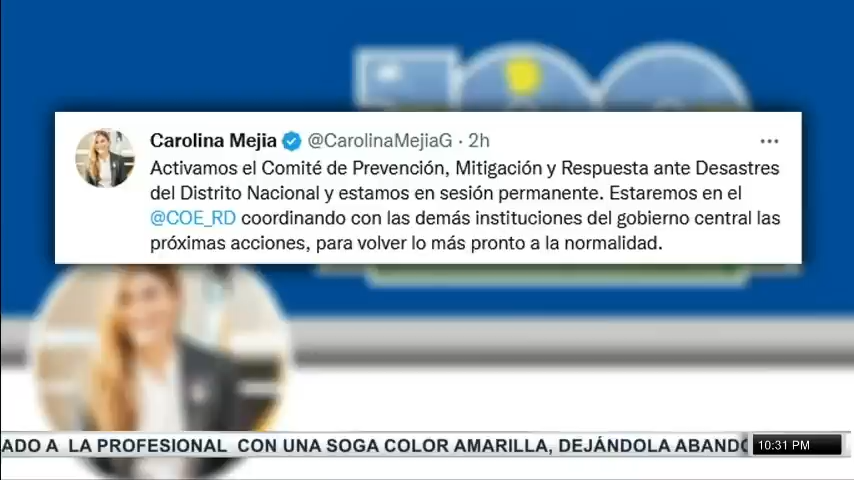 Carolina Mejia @CarolinaMejiaG · 2h
Activamos el Comité de Prevención, Mitigación y Respuesta ante Desastres
del Distrito Nacional y estamos en sesión permanente. Estaremos en el
@COE_RD coordinando con las demás instituciones del gobierno central las
próximas acciones, para volver lo más pronto a la normalidad.
ADO A LA PROFESIONAL CON UNA SOGA COLOR AMARILLA, DEJÁNDOLA
10:31 PM